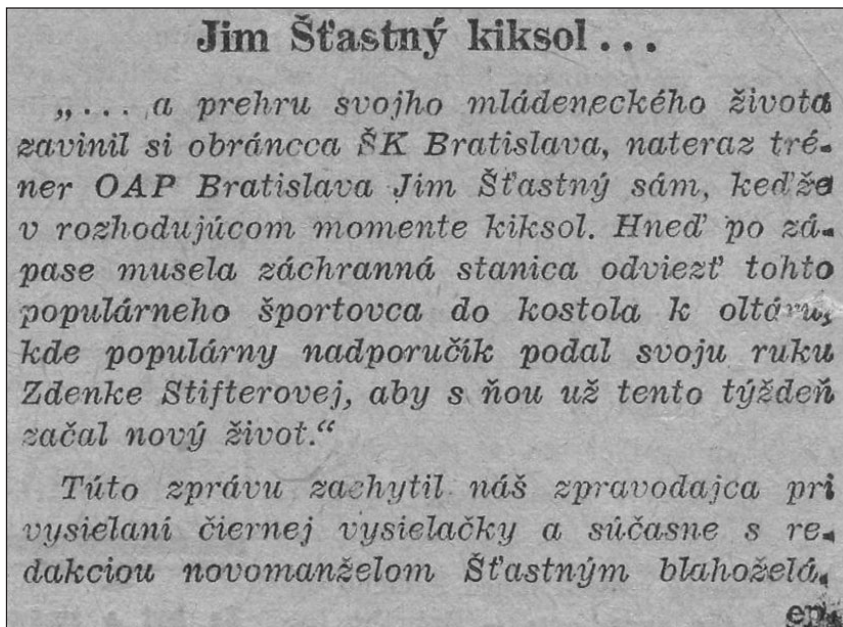 Jim Šťastný kiksol...
„... a prehru svojho mládeneckého života
zavinil si obráncca ŠK Bratislava, nateraz tré-
ner OAP Bratislava Jim Šťastný sám, keďže
v rozhodujúcom momente kiksol. Hneď po zá-
pase musela záchranná stanica odviezť tohto
populárneho športovca do kostola k oltáru,
kde populárny nadporučík podal svoju ruku
Zdenke Stifterovej, aby s ňou už tento týždeň
začal nový život.“
Túto zprávu zachytil náš zpravodajca pri
vysielaní čiernej vysielačky a súčasne s re-
dakciou novomanželom Šťastným blahoželá.